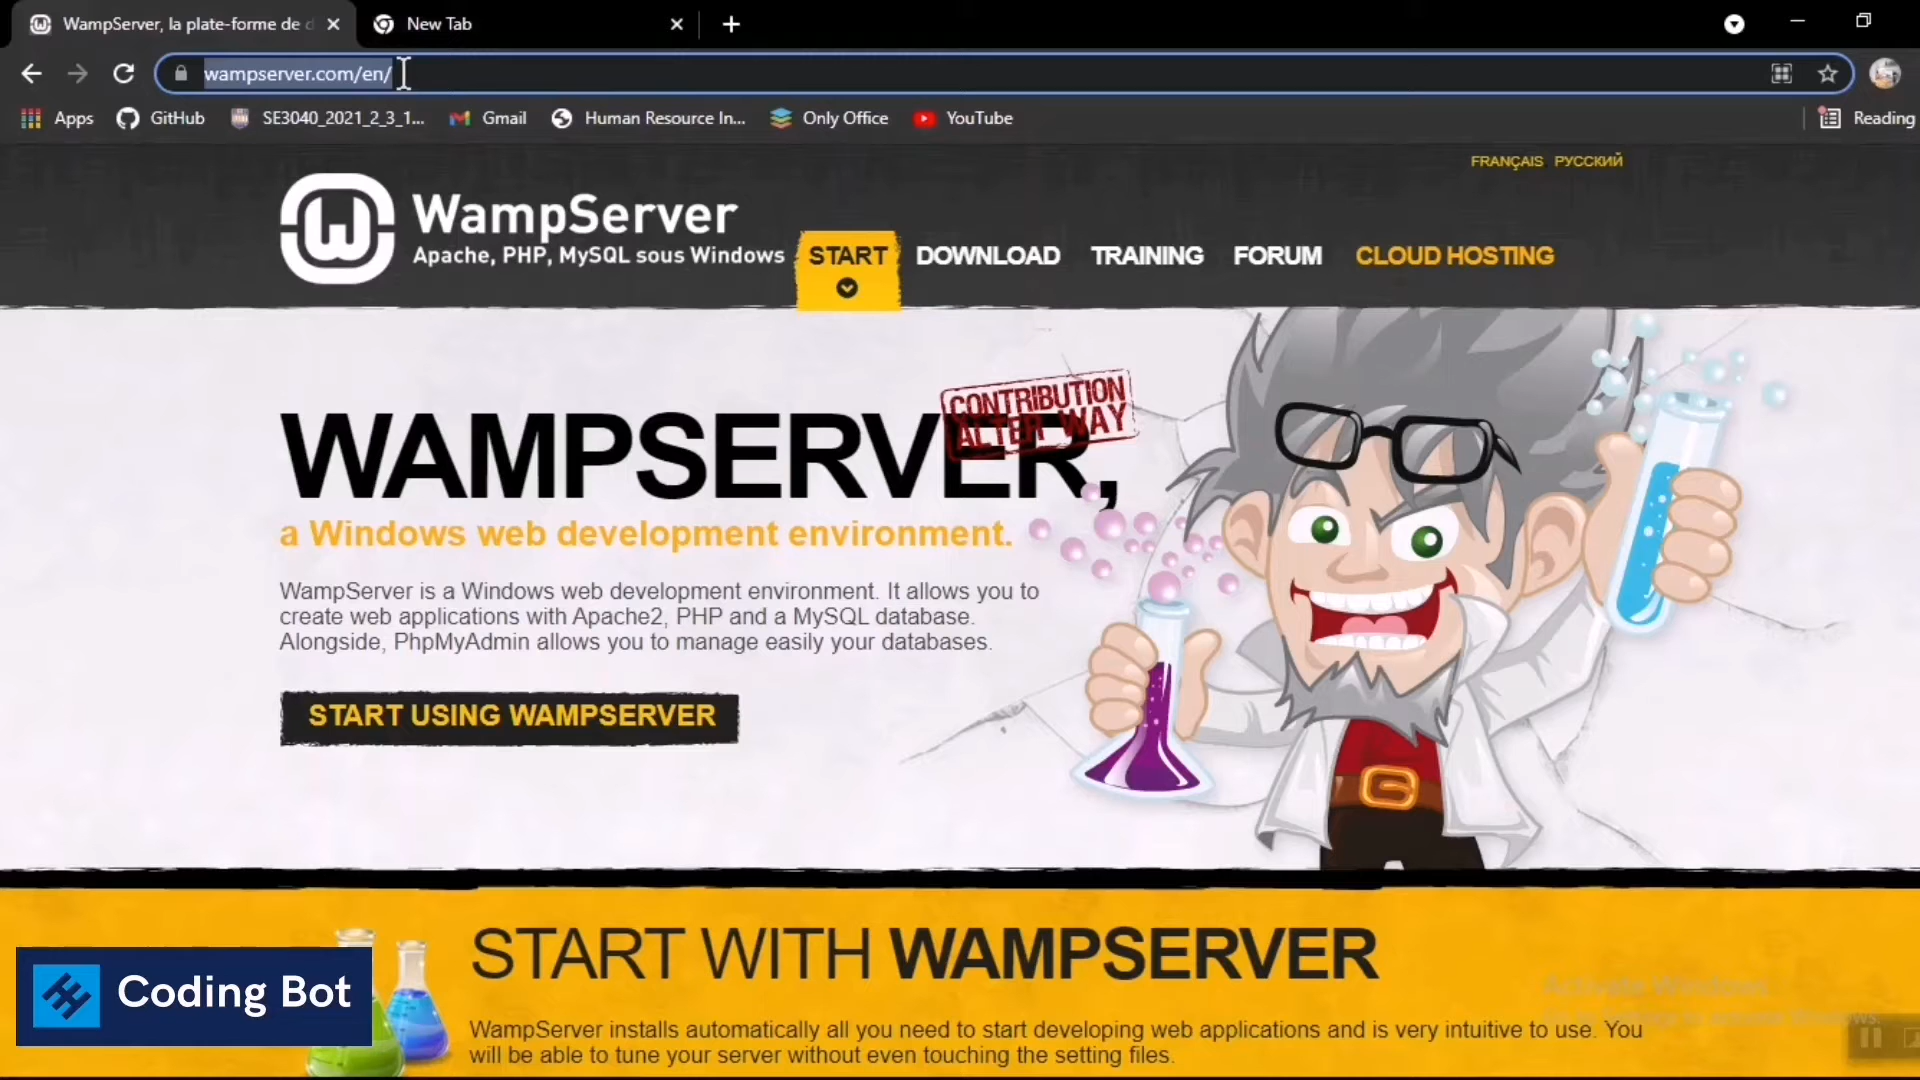 WampServer, la plate-forme de d
New Tab
wampserver.com/en/
Apps
GitHub
SE3040_2021_2_3_1...
Gmail
Human Resource In...
Only Office
YouTube
Reading
FRANÇAIS РУССКИЙ
WampServer
Apache, PHP, MySQL sous Windows
START
DOWNLOAD
TRAINING
FORUM
CLOUD HOSTING
CONTRIBUTION
ALTER WAY
WAMPSERVER,
a Windows web development environment.
WampServer is a Windows web development environment. It allows you to
create web applications with Apache2, PHP and a MySQL database.
Alongside, PhpMyAdmin allows you to manage easily your databases.
START USING WAMPSERVER
START WITH WAMPSERVER
Coding Bot
Activate Windows
WampServer installs automatically all you need to start developing web applications and is very intuitive to use. You
will be able to tune your server without even touching the setting files.